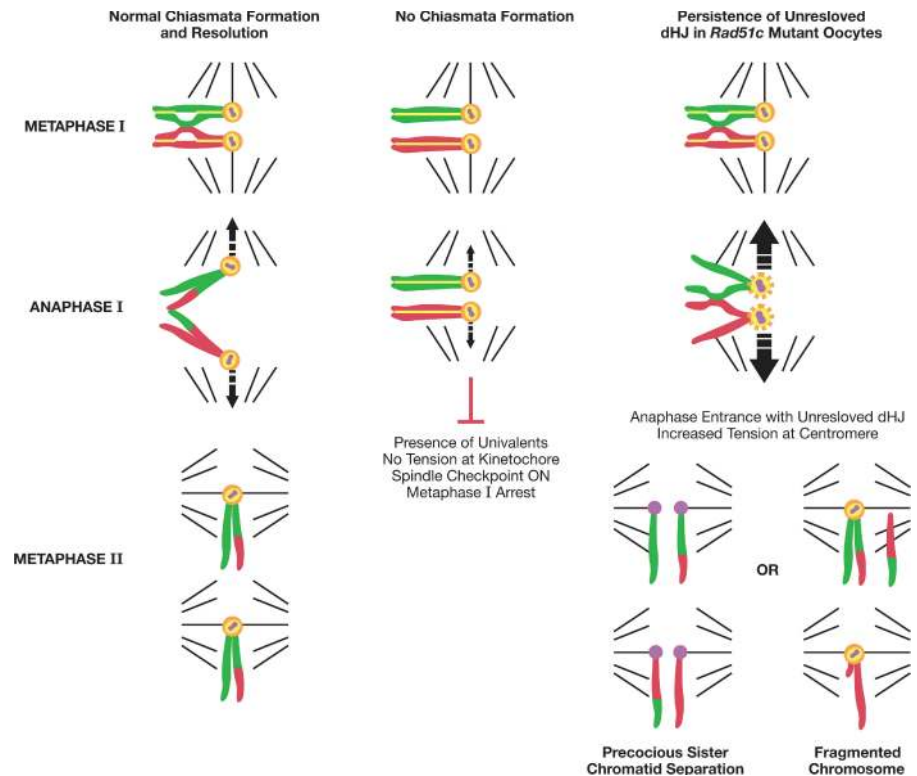 Normal Chiasmata Formation
and Resolution
No Chiasmata Formation
Persistence of Unresloved
dHJ in Rad51c Mutant Oocytes
METAPHASE I
ANAPHASE I
Presence of Univalents
No Tension at Kinetochore
Spindle Checkpoint ON
Metaphase I Arrest
Anaphase Entrance with Unresloved dHJ
Increased Tension at Centromere
METAPHASE II
OR
Precocious Sister
Chromatid Separation
Fragmented
Chromosome